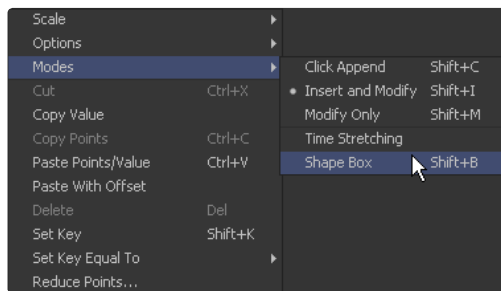 Scale
Options
Modes
Cut Ctrl+X
Copy Value
Copy Points Ctrl+C
Paste Points/Value Ctrl+V
Paste With Offset
Delete Del
Set Key Shift+K
Set Key Equal To
Reduce Points...
Click Append Shift+C
Insert and Modify Shift+I
Modify Only Shift+M
Time Stretching
Shape Box Shift+B